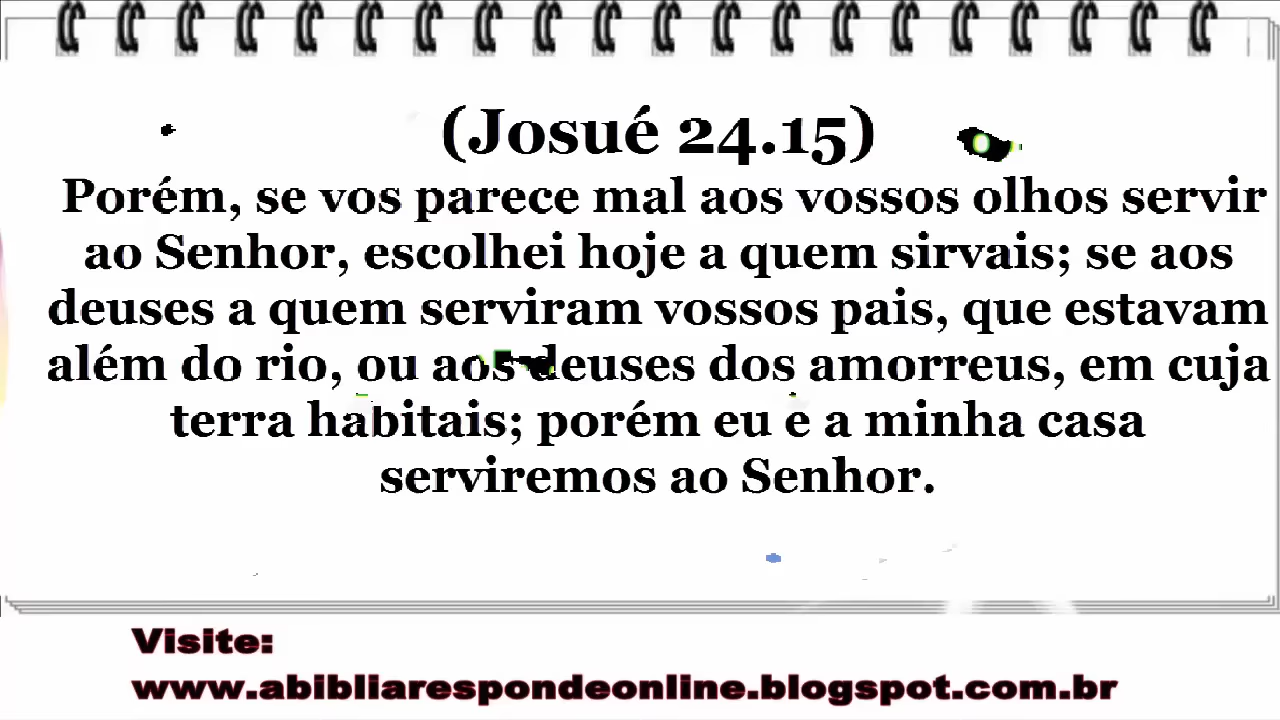 (Josué 24.15)
Porém, se vos parece mal aos vossos olhos servir
ao Senhor, escolhei hoje a quem sirvais; se aos
deuses a quem serviram vossos pais, que estavam
além do rio, ou aos deuses dos amorreus, em cuja
terra habitais; porém eu e a minha casa
serviremos ao Senhor.
Visite:
www.abibliarespondeonline.blogspot.com.br